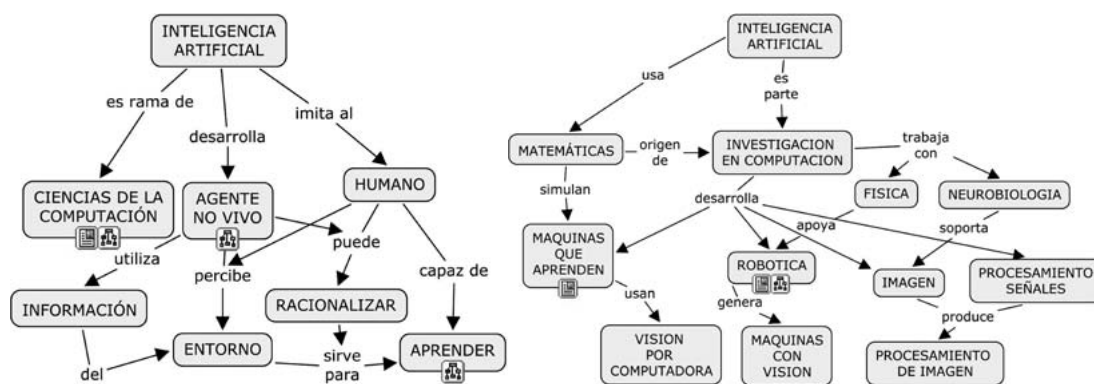 INTELIGENCIA
ARTIFICIAL
es rama de
desarrolla
imita al
CIENCIAS DE LA
COMPUTACIÓN
AGENTE
NO VIVO
HUMANO
utiliza
percibe
puede
capaz de
INFORMACIÓN
RACIONALIZAR
del
ENTORNO
sirve
para
APRENDER
INTELIGENCIA
ARTIFICIAL
usa
es
parte
MATEMÁTICAS
origen
de
INVESTIGACION
EN COMPUTACION
trabaja
con
simulan
desarrolla
FISICA
NEUROBIOLOGIA
MAQUINAS
QUE
APRENDEN
apoya
soporta
ROBOTICA
IMAGEN
PROCESAMIENTO
SEÑALES
usan
genera
produce
VISION
POR
COMPUTADORA
MAQUINAS
CON
VISION
PROCESAMIENTO
DE IMAGEN